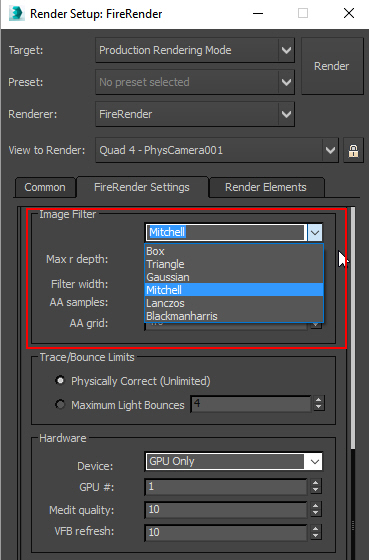 Render Setup: FireRender
Target: Production Rendering Mode
Render
Preset: No preset selected
Renderer: FireRender
View to Render: Quad 4 - PhysCamera001
Common FireRender Settings Render Elements
Image Filter
Mitchell
Box
Max r depth:
Triangle
Gaussian
Filter width:
Mitchell
AA samples:
Lanczos
Blackmanharris
AA grid:
Trace/Bounce Limits
Physically Correct (Unlimited)
Maximum Light Bounces 4
Hardware
Device: GPU Only
GPU #: 1
Medit quality: 10
VFB refresh: 10